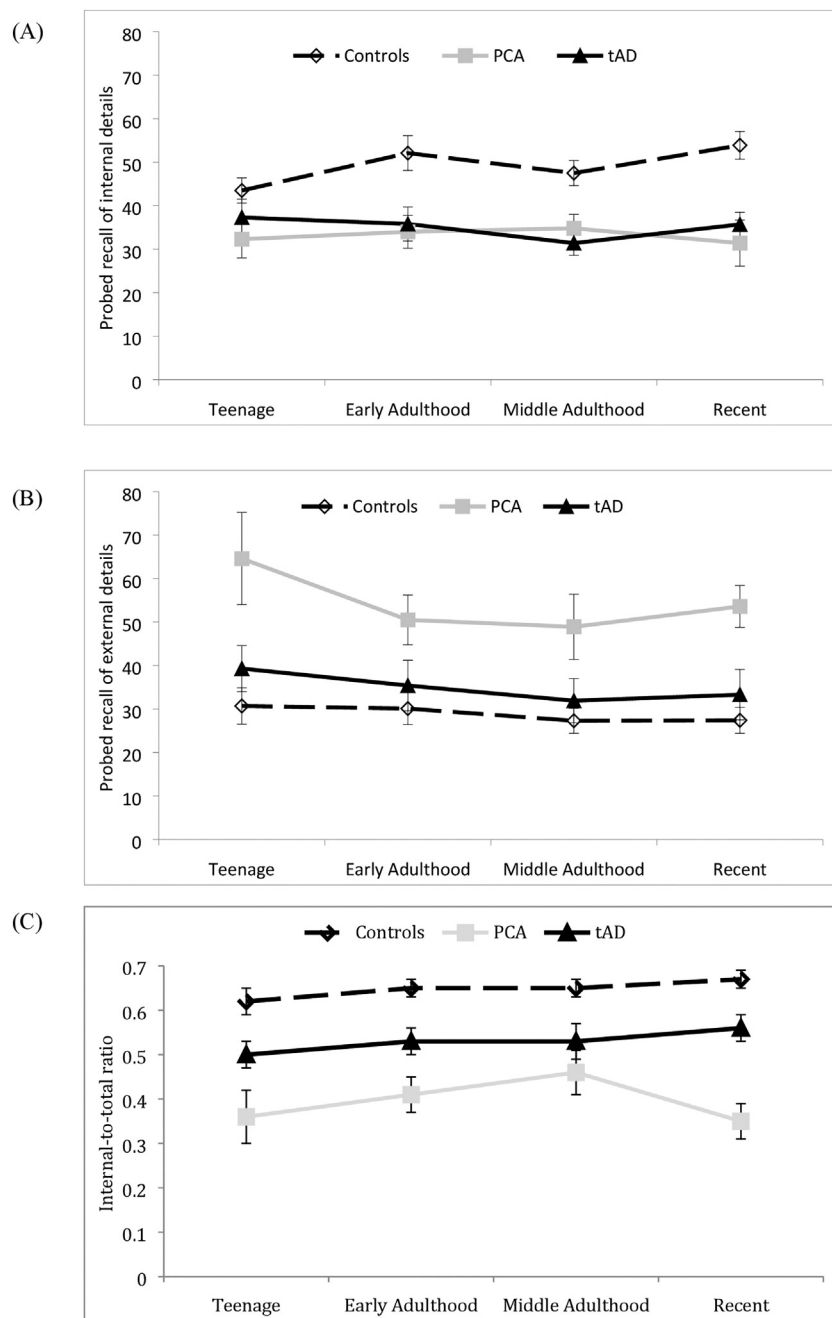 (A)
80
Controls PCA tAD
70
60
50
40
30
20
10
0
Probed recall of internal details
Teenage Early Adulthood Middle Adulthood Recent
(B)
80
Controls PCA tAD
70
60
50
40
30
20
10
0
Probed recall of external details
Teenage Early Adulthood Middle Adulthood Recent
(C)
Controls PCA tAD
0.7
0.6
0.5
0.4
0.3
0.2
0.1
0
Internal-to-total ratio
Teenage Early Adulthood Middle Adulthood Recent